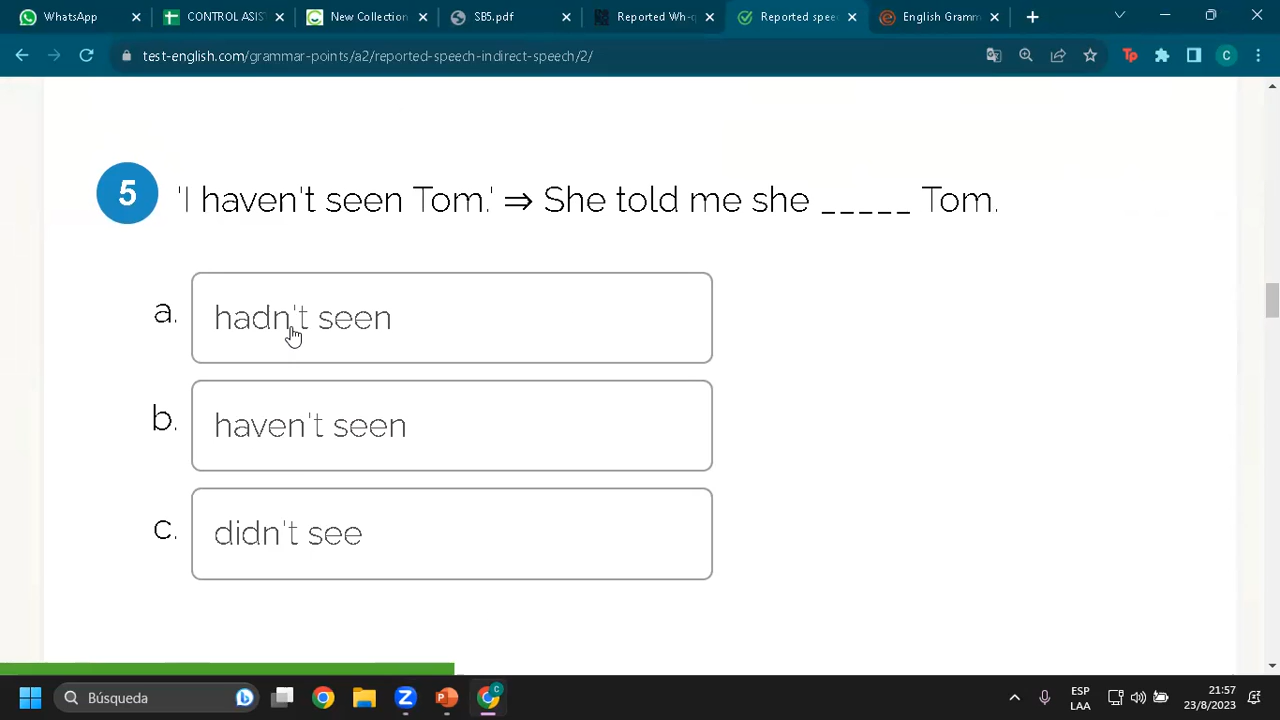 WhatsApp
CONTROL ASIS
New Collection
SB5.pdf
Reported Wh-q
Reported spee
English Gramm
test-english.com/grammar-points/a2/reported-speech-indirect-speech/2/
Tp
C
5
'I haven't seen Tom.' ⇒ She told me she _____ Tom.
a. hadn't seen
b. haven't seen
c. didn't see
Búsqueda
ESP
LAA
21:57
23/8/2023